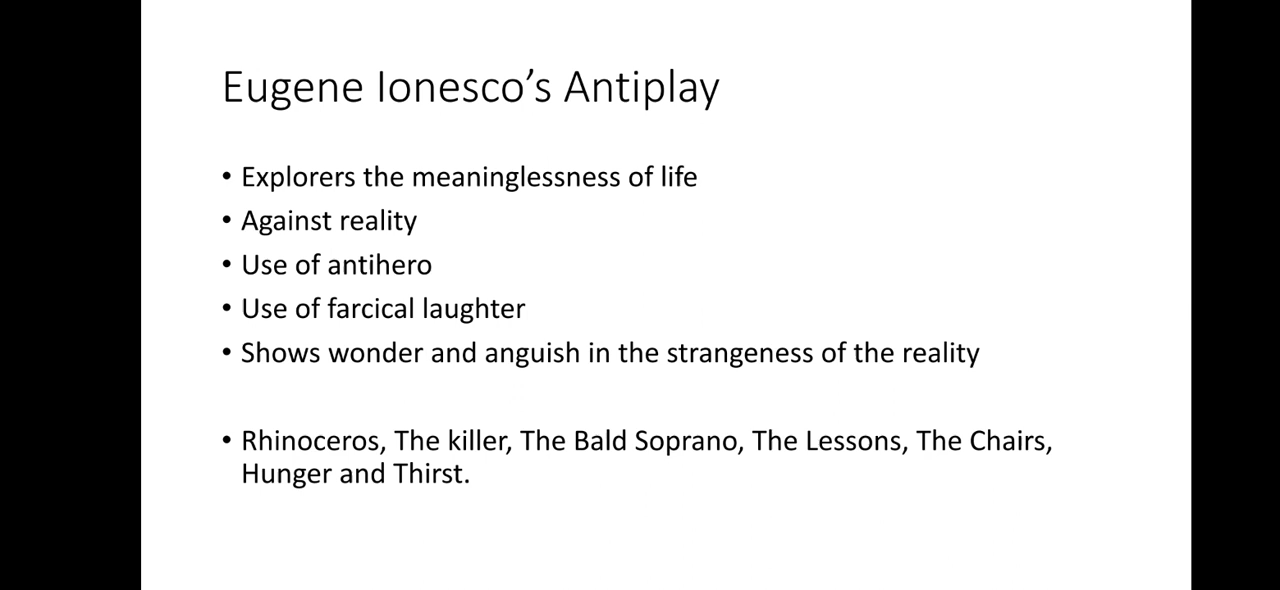 Eugene Ionesco’s Antiplay
• Explorers the meaninglessness of life
• Against reality
• Use of antihero
• Use of farcical laughter
• Shows wonder and anguish in the strangeness of the reality
• Rhinoceros, The killer, The Bald Soprano, The Lessons, The Chairs,
Hunger and Thirst.